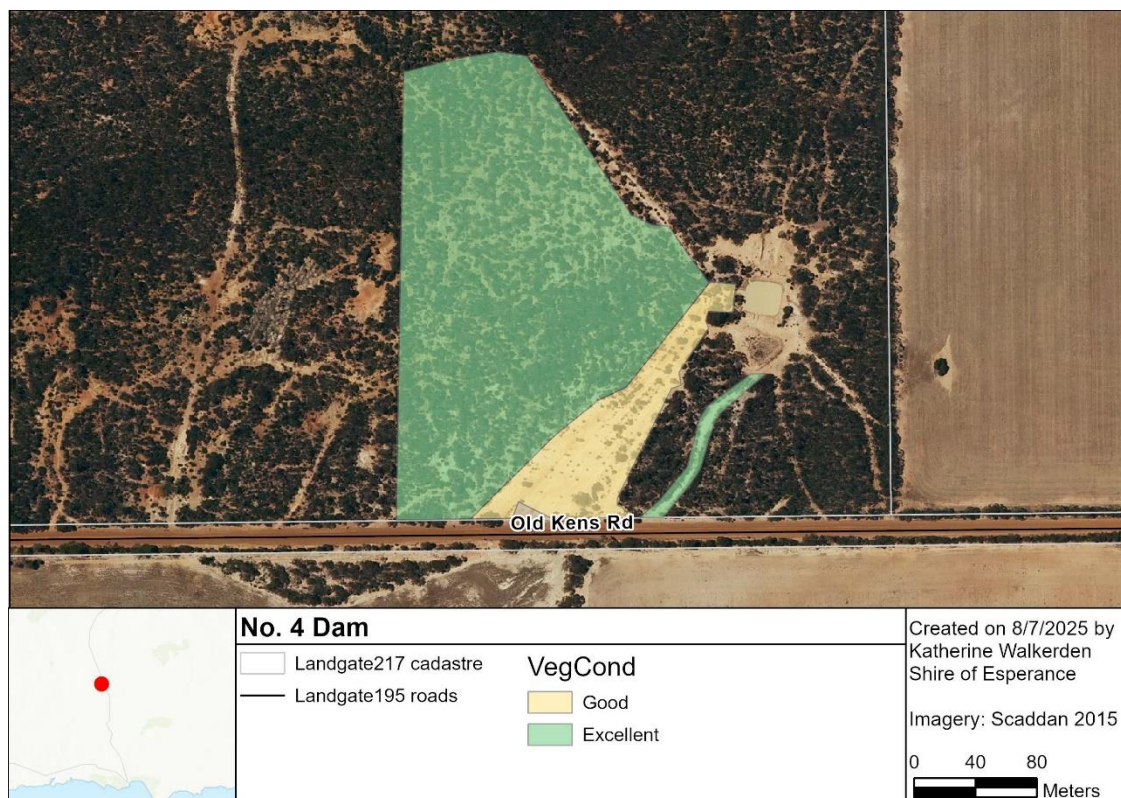 Old Kens Rd
No. 4 Dam
Landgate217 cadastre
Landgate195 roads
VegCond
Good
Excellent
Created on 8/7/2025 by
Katherine Walkerden
Shire of Esperance
Imagery: Scaddan 2015
0 40 80
Meters